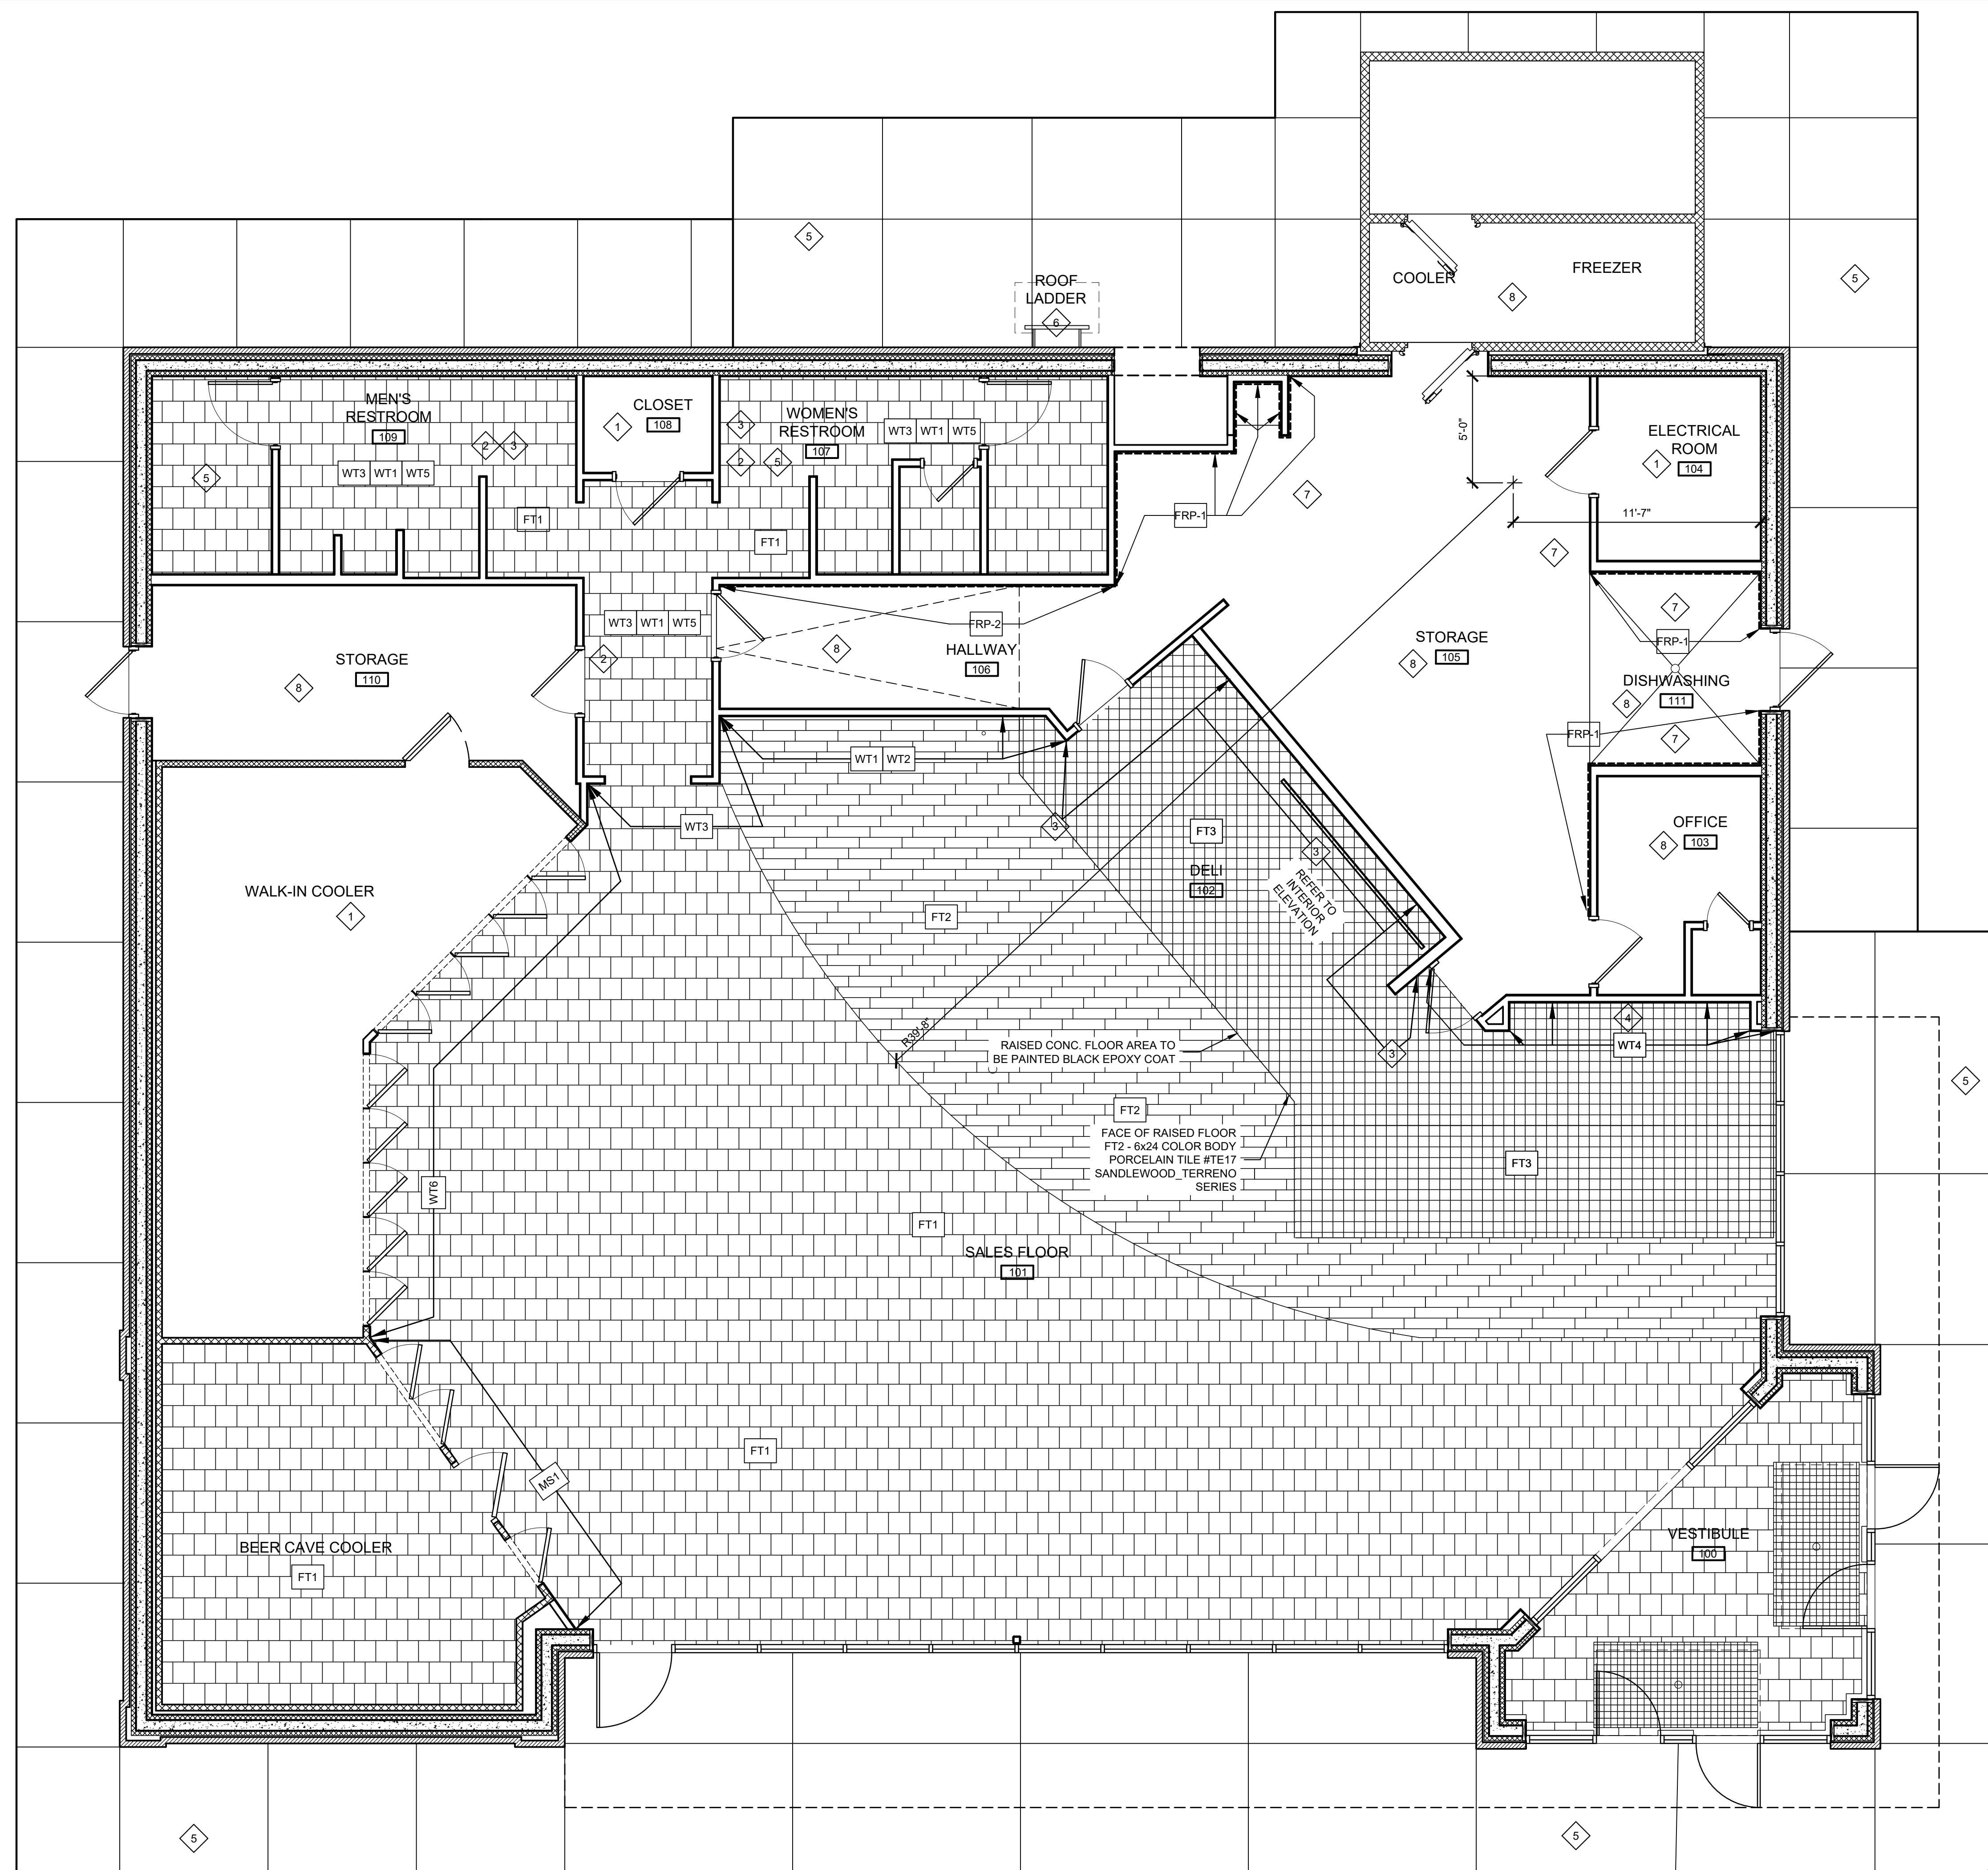 5
ROOF
LADDER
6
COOLER
FREEZER
8
5
MEN'S
RESTROOM
109
2
3
WT3 WT1 WT5
5
FT1
CLOSET
108
1
3
WOMEN'S
RESTROOM
107
2
5
WT3 WT1 WT5
FT1
FRP-1
7
5'-0"
11'-7"
7
ELECTRICAL
ROOM
104
1
STORAGE
110
8
WT3 WT1 WT5
2
8
FRP-2
HALLWAY
106
STORAGE
105
8
7
FRP-1
DISHWASHING
111
8
7
FRP-1
WT1 WT2
WT3
3
FT3
DELI
102
3
REFER TO
INTERIOR
ELEVATION
OFFICE
103
8
WALK-IN COOLER
1
FT2
R39'-8"
RAISED CONC. FLOOR AREA TO
BE PAINTED BLACK EPOXY COAT
3
4
WT4
5
FT2
FACE OF RAISED FLOOR
FT2 - 6x24 COLOR BODY
PORCELAIN TILE #TE17
SANDLEWOOD_TERRENO
SERIES
FT3
WT6
FT1
SALES FLOOR
101
FT1
MS1
BEER CAVE COOLER
FT1
VESTIBULE
100
5
5